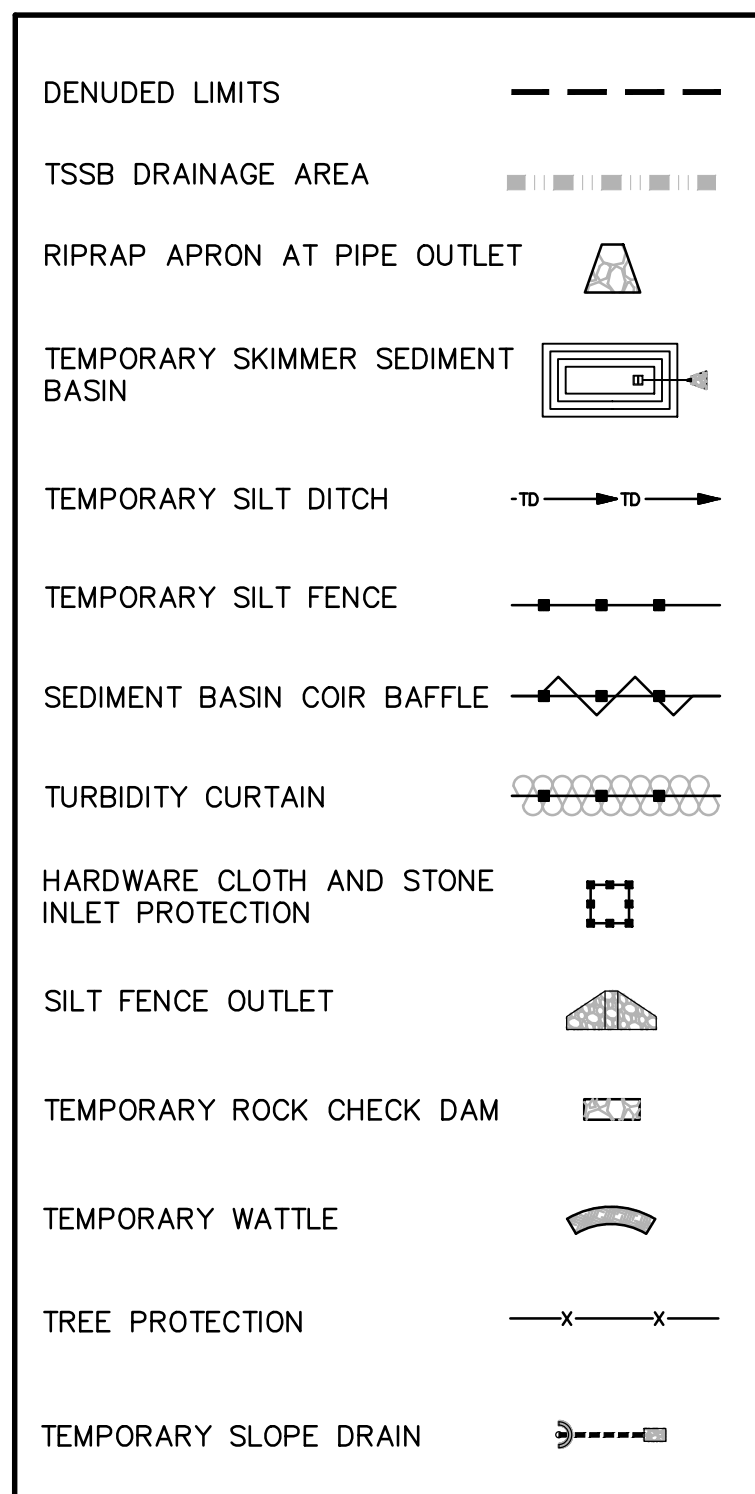 DENUDED LIMITS
TSSB DRAINAGE AREA
RIPRAP APRON AT PIPE OUTLET
TEMPORARY SKIMMER SEDIMENT
BASIN
TEMPORARY SILT DITCH
TD TD
TEMPORARY SILT FENCE
SEDIMENT BASIN COIR BAFFLE
TURBIDITY CURTAIN
HARDWARE CLOTH AND STONE
INLET PROTECTION
SILT FENCE OUTLET
TEMPORARY ROCK CHECK DAM
TEMPORARY WATTLE
TREE PROTECTION
X X
TEMPORARY SLOPE DRAIN